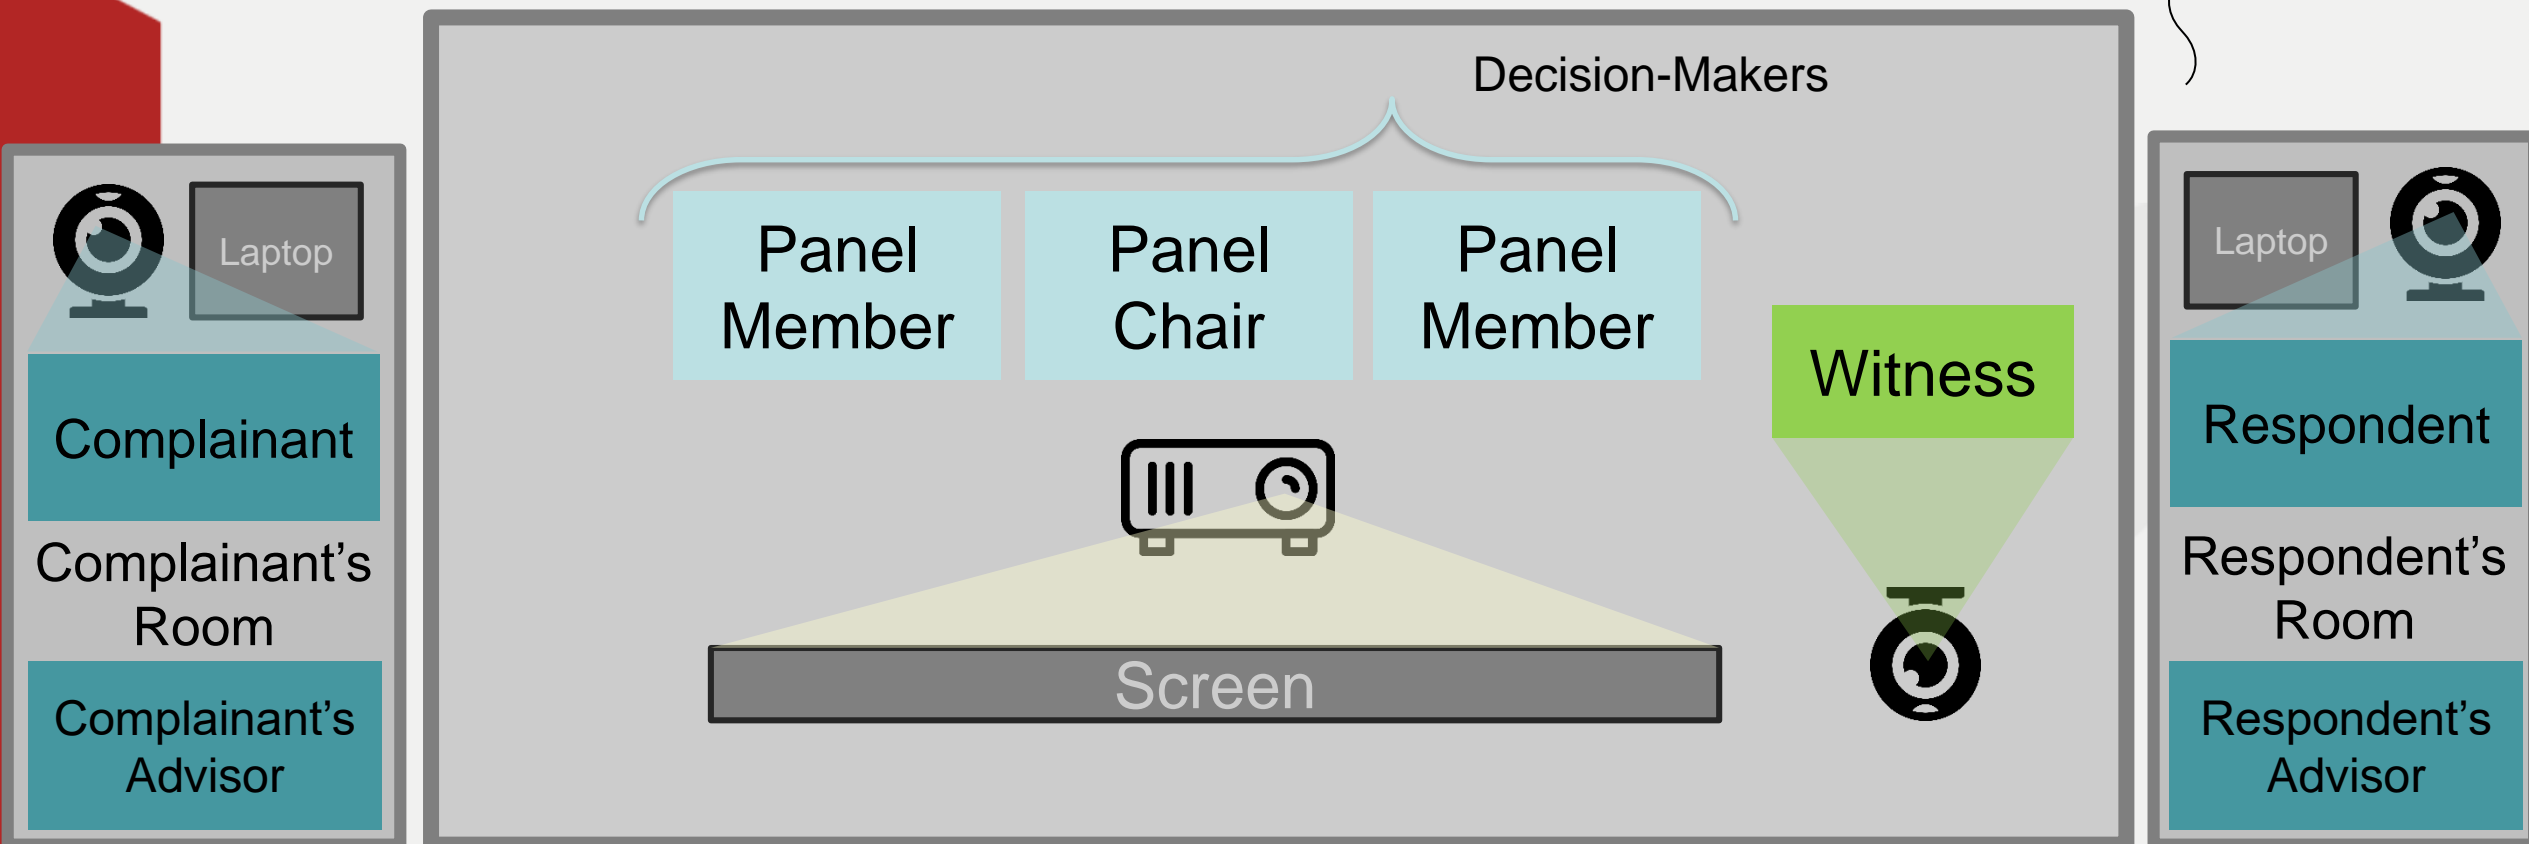 Decision-Makers
Panel
Member
Panel
Chair
Panel
Member
Witness
Screen
Laptop
Complainant
Complainant’s
Room
Complainant’s
Advisor
Laptop
Respondent
Respondent’s
Room
Respondent’s
Advisor